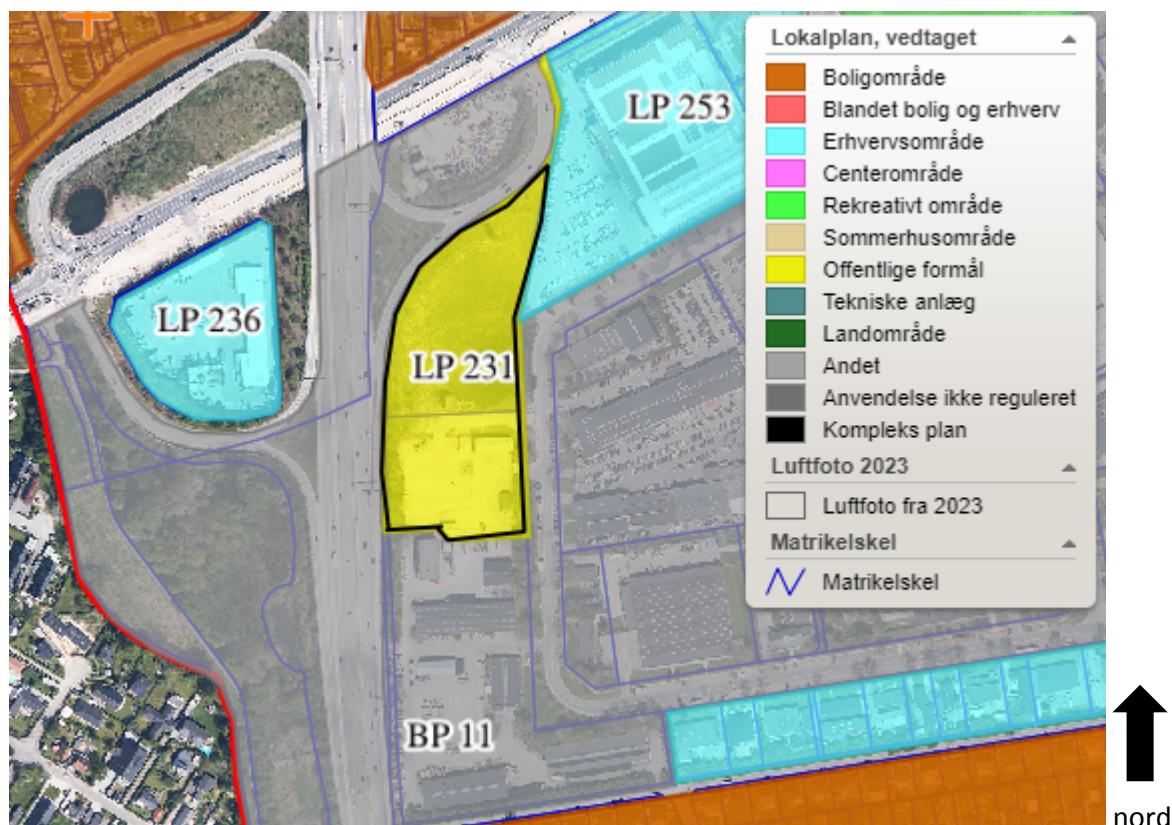 Lokalplan, vedtaget
Boligområde
Blandet bolig og erhverv
Erhvervsområde
Centerområde
Rekreativt område
Sommerhusområde
Offentlige formål
Tekniske anlæg
Landområde
Andet
Anvendelse ikke reguleret
Kompleks plan
Luftfoto 2023
Luftfoto fra 2023
Matrikelskel
Matrikelskel
LP 253
LP 236
LP 231
BP 11
nord